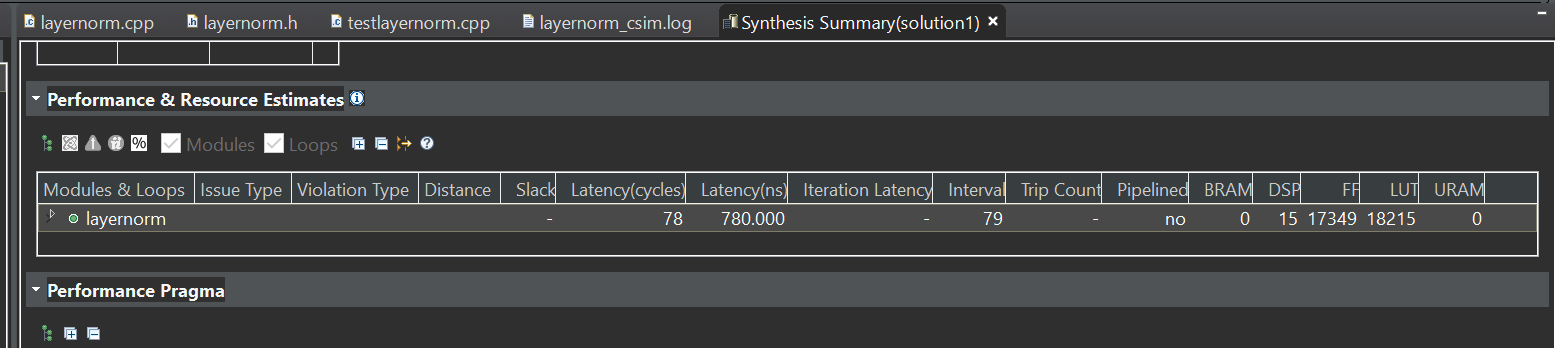 layernorm.cpp layernorm.h testlayernorm.cpp layernorm_csim.log Synthesis Summary(solution1)
Performance & Resource Estimates
% Modules Loops
Modules & Loops Issue Type Violation Type Distance Slack Latency(cycles) Latency(ns) Iteration Latency Interval Trip Count Pipelined BRAM DSP FF LUT URAM
layernorm - 78 780.000 - 79 - no 0 15 17349 18215 0
Performance Pragma